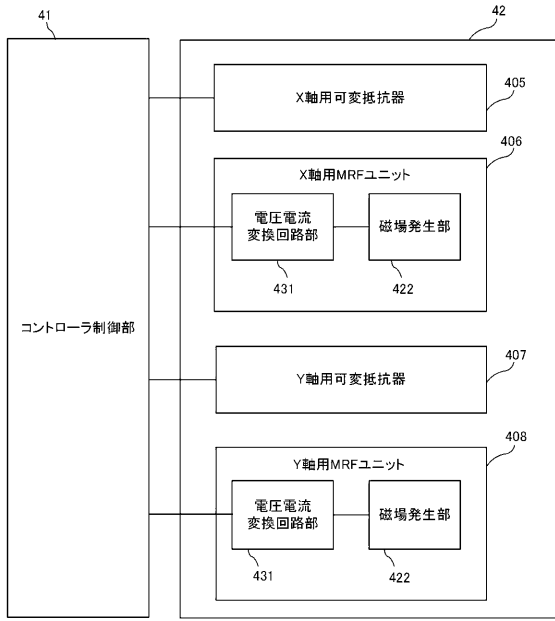 41
42
X軸用可変抵抗器
405
406
X軸用MRFユニット
電圧電流
変換回路部
磁場発生部
431
422
コントローラ制御部
Y軸用可変抵抗器
407
408
Y軸用MRFユニット
電圧電流
変換回路部
磁場発生部
431
422